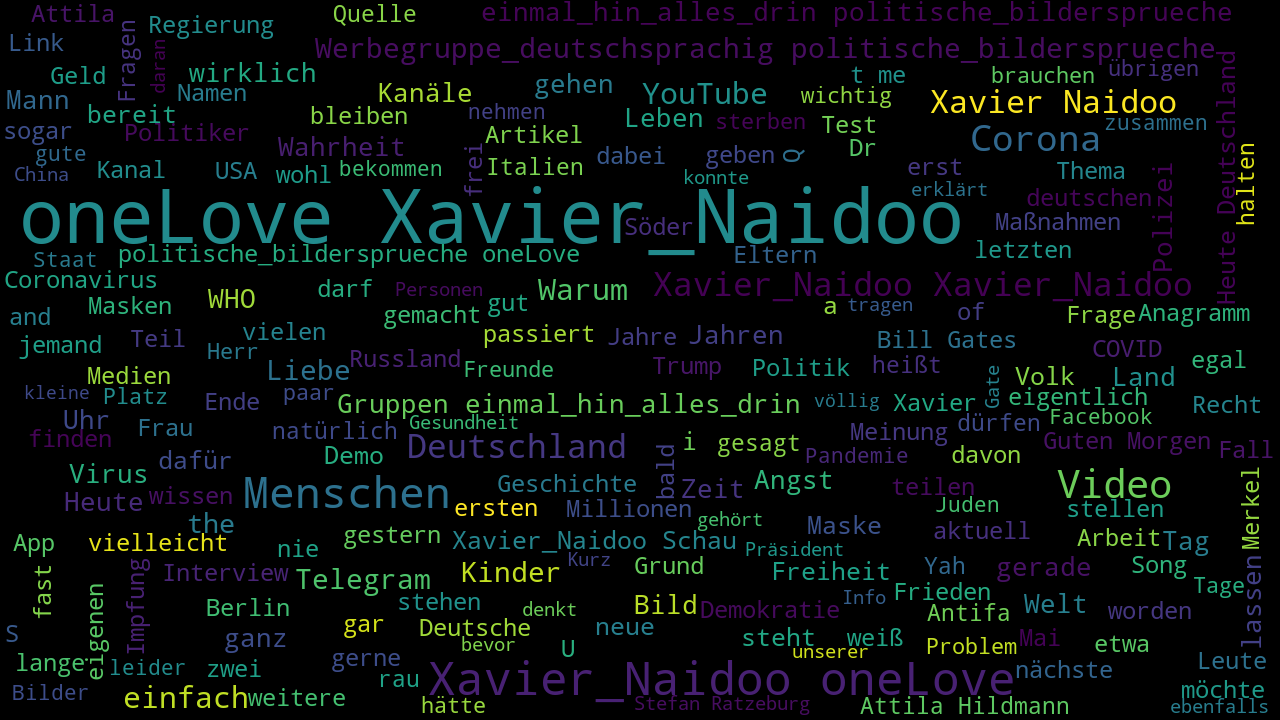 Attila
Regierung
Quelle
einmal_hin_alles_drin politische_bildersprueche
Link
Fragen
daran
Werbegruppe_deutschsprachig politische_bildersprueche
Geld
wirklich
gehen
t me
brauchen
übrigen
Mann
Namen
Kanäle
YouTube
wichtig
Xavier Naidoo
Heute Deutschland
bereit
bleiben
nehmen
Leben
sterben
Test
zusammen
sogar
Politiker
Wahrheit
Artikel
Dr
Corona
gute
frei
dabei
geben
Q
halten
China
Kanal
USA
wohl
bekommen
Italien
konnte
erst
Thema
Polizei
erklärt
deutschen
oneLove Xavier_Naidoo
Söder
Maßnahmen
Staat
politische_bildersprueche oneLove
Eltern
letzten
Coronavirus
darf
Personen
Warum
Xavier_Naidoo Xavier_Naidoo
Masken
WHO
gut
a
tragen
of
and
gemacht
Frage
Anagramm
jemand
Teil
vielen
passiert
Jahre
Jahren
Bill Gates
Herr
Russland
COVID
egal
Medien
Liebe
Freunde
Trump
Politik
heißt
Volk
Land
kleine
Platz
Ende
paar
Gruppen einmal_hin_alles_drin
völlig
Xavier
Gate
eigentlich
Recht
Uhr
Frau
natürlich
Gesundheit
dürfen
Facebook
finden
Deutschland
i
gesagt
Meinung
Guten Morgen
Fall
dafür
Demo
bald
Pandemie
davon
Virus
Menschen
Geschichte
Zeit
Angst
teilen
Video
Heute
wissen
ersten
Millionen
Juden
stellen
Merkel
the
gehört
Maske
aktuell
App
vielleicht
nie
gestern
Xavier_Naidoo Schau
Präsident
Arbeit
Tag
fast
Impfung
Interview
Telegram
Kinder
Kurz
Grund
Freiheit
Yah
gerade
Song
Tage
eigenen
Berlin
stehen
denkt
Bild
Demokratie
Info
Frieden
Antifa
Welt
worden
lassen
S
ganz
gar
Deutsche
neue
steht
weiß
Problem
Mai
etwa
lange
leider
zwei
gerne
bevor
U
unserer
nächste
Leute
Bilder
rau
Xavier_Naidoo oneLove
möchte
einfach
weitere
hätte
Stefan Ratzeburg
Attila Hildmann
ebenfalls